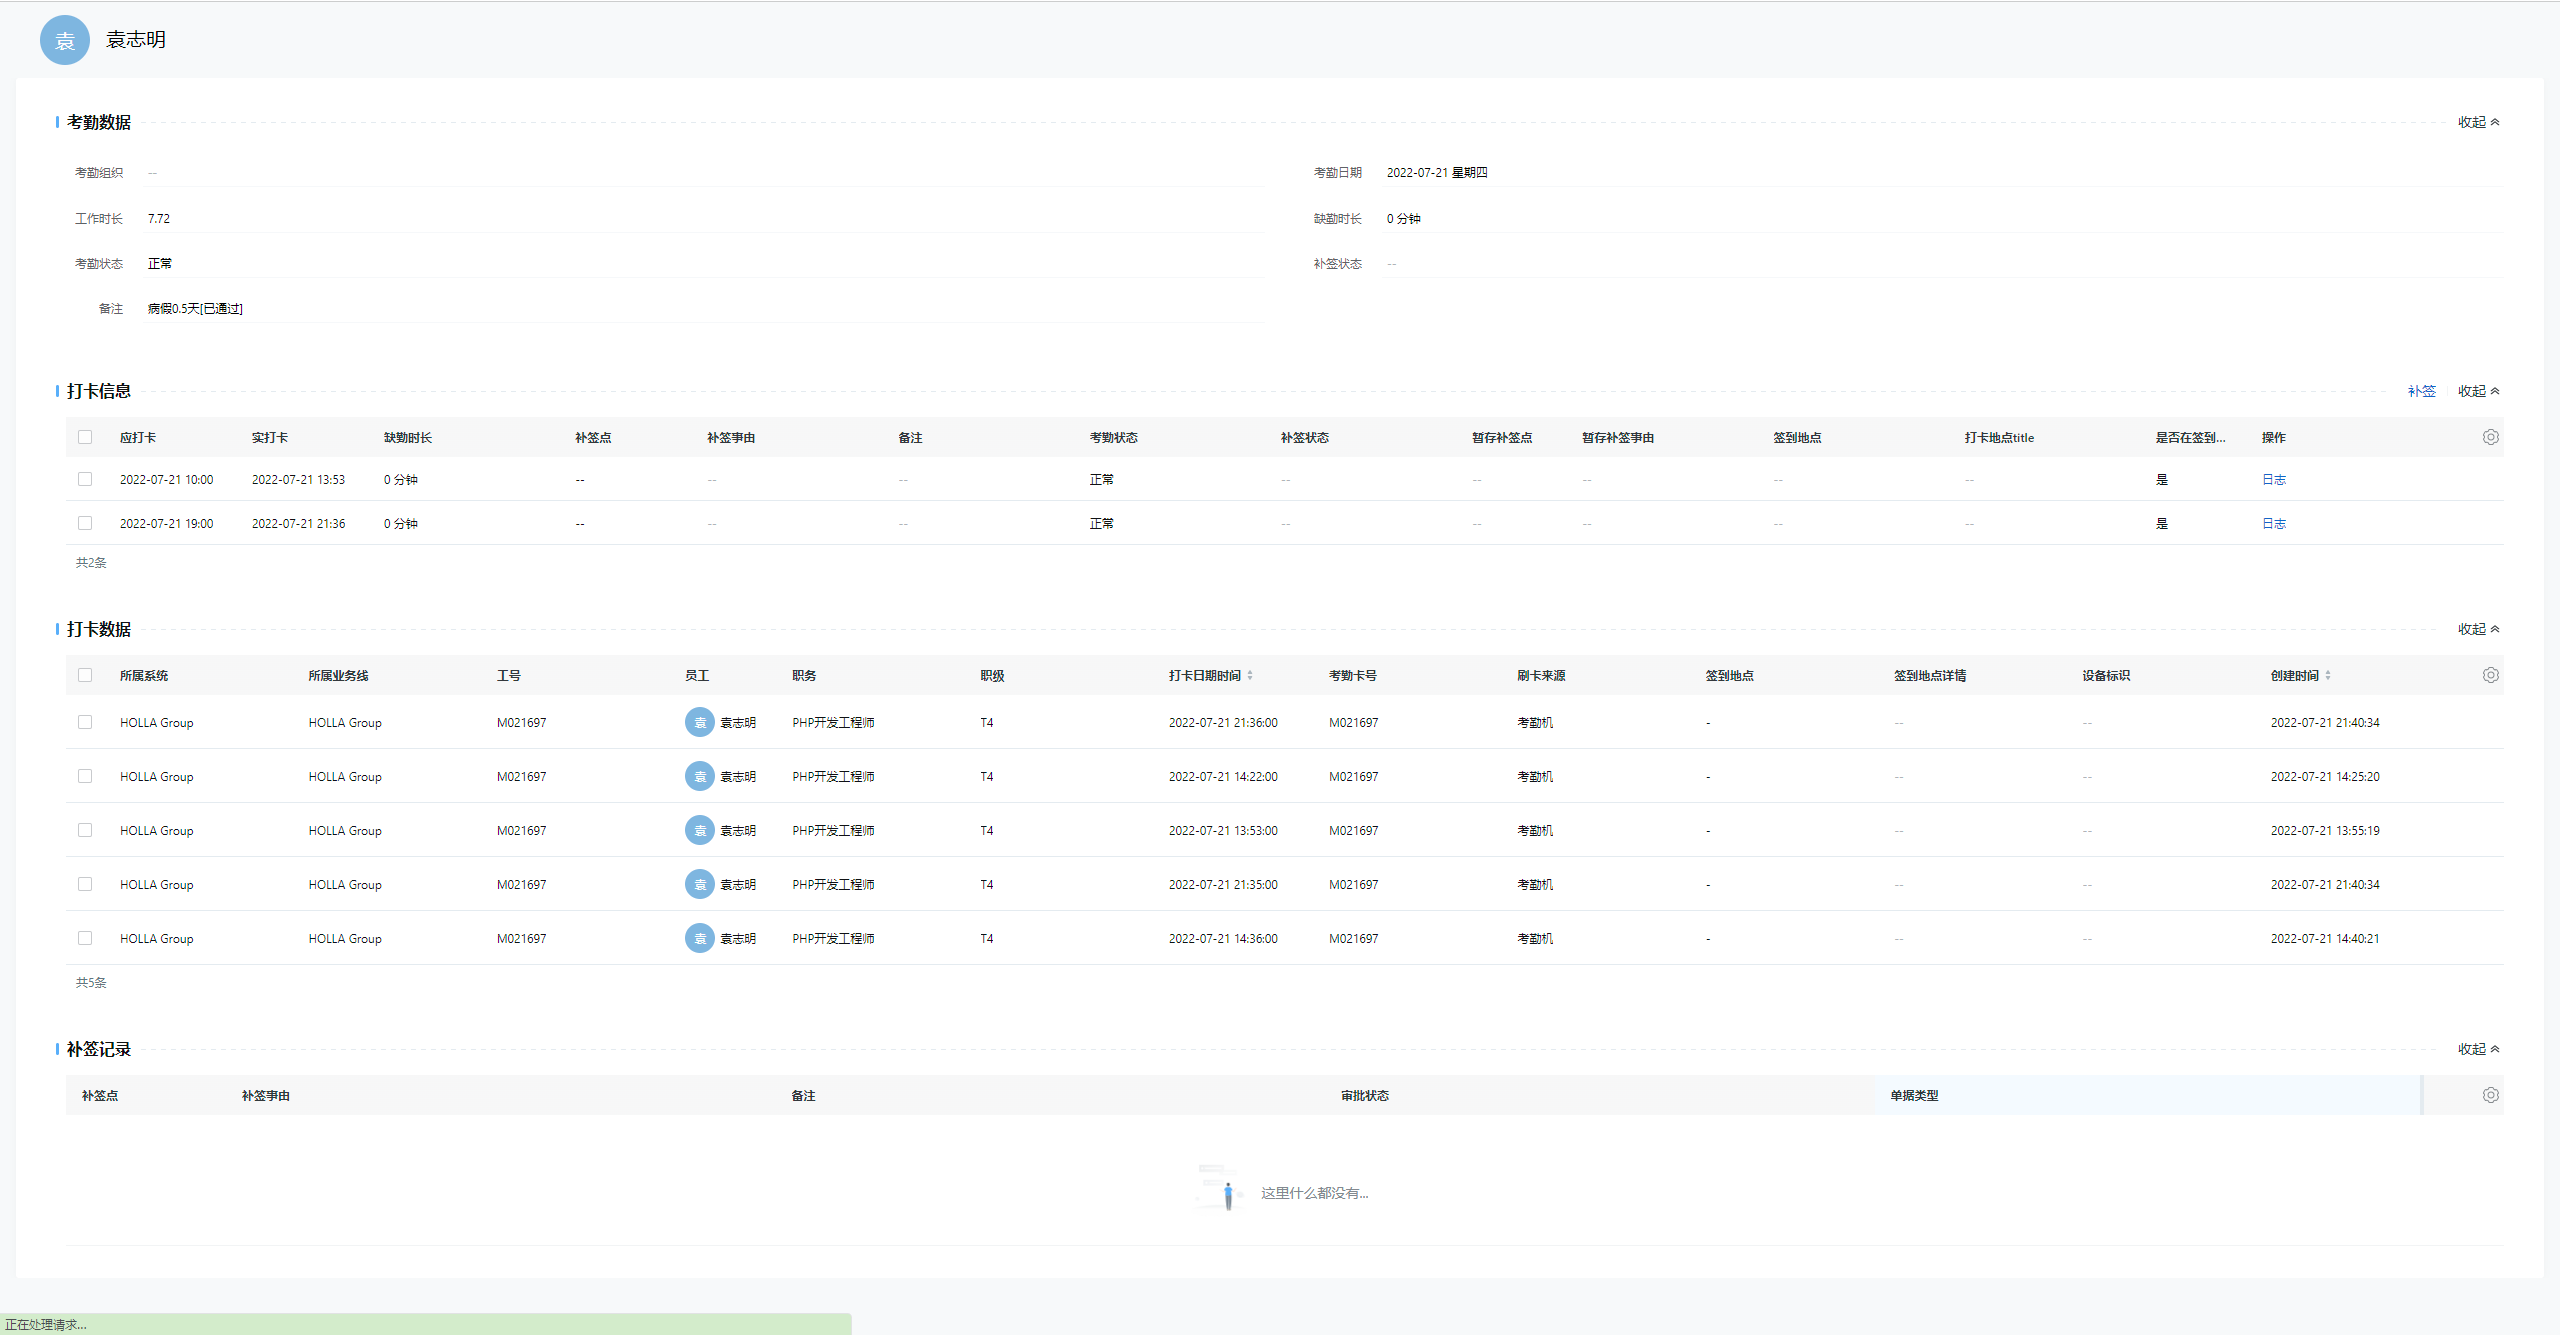 袁 袁志明
考勤数据 收起
考勤组织 -- 考勤日期 2022-07-21 星期四
工作时长 7.72 缺勤时长 0 分钟
考勤状态 正常 补签状态 --
备注 病假0.5天[已通过]
打卡信息 补签 收起
应打卡 实打卡 缺勤时长 补签点 补签事由 备注 考勤状态 补签状态 暂存补签点 暂存补签事由 签到地点 打卡地点title 是否在签到... 操作
2022-07-21 10:00 2022-07-21 13:53 0 分钟 -- -- -- 正常 -- -- -- -- -- 是 日志
2022-07-21 19:00 2022-07-21 21:36 0 分钟 -- -- -- 正常 -- -- -- -- -- 是 日志
共2条
打卡数据 收起
所属系统 所属业务线 工号 员工 职务 职级 打卡日期时间 考勤卡号 刷卡来源 签到地点 签到地点详情 设备标识 创建时间
HOLLA Group HOLLA Group M021697 袁 袁志明 PHP开发工程师 T4 2022-07-21 21:36:00 M021697 考勤机 - -- -- 2022-07-21 21:40:34
HOLLA Group HOLLA Group M021697 袁 袁志明 PHP开发工程师 T4 2022-07-21 14:22:00 M021697 考勤机 - -- -- 2022-07-21 14:25:20
HOLLA Group HOLLA Group M021697 袁 袁志明 PHP开发工程师 T4 2022-07-21 13:53:00 M021697 考勤机 - -- -- 2022-07-21 13:55:19
HOLLA Group HOLLA Group M021697 袁 袁志明 PHP开发工程师 T4 2022-07-21 21:35:00 M021697 考勤机 - -- -- 2022-07-21 21:40:34
HOLLA Group HOLLA Group M021697 袁 袁志明 PHP开发工程师 T4 2022-07-21 14:36:00 M021697 考勤机 - -- -- 2022-07-21 14:40:21
共5条
补签记录 收起
补签点 补签事由 备注 审批状态 单据类型
这里什么都没有...
正在处理请求...